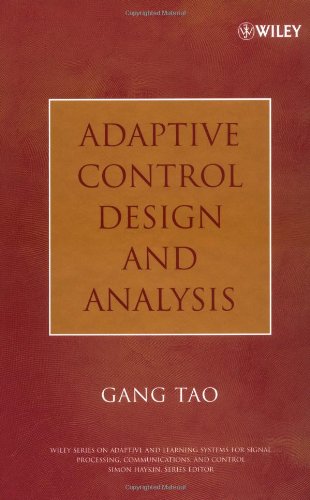 WILEY
ADAPTIVE
CONTROL
DESIGN
AND
ANALYSIS
GANG TAO
WILEY SERIES ON ADAPTIVE AND LEARNING SYSTEMS FOR SIGNAL
PROCESSING, COMMUNICATIONS, AND CONTROL
SIMON HAYKIN, SERIES EDITOR